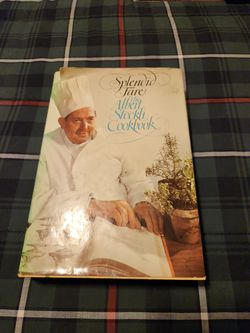 Splendid
Fare
The
Albert
Stockli
Cookbook